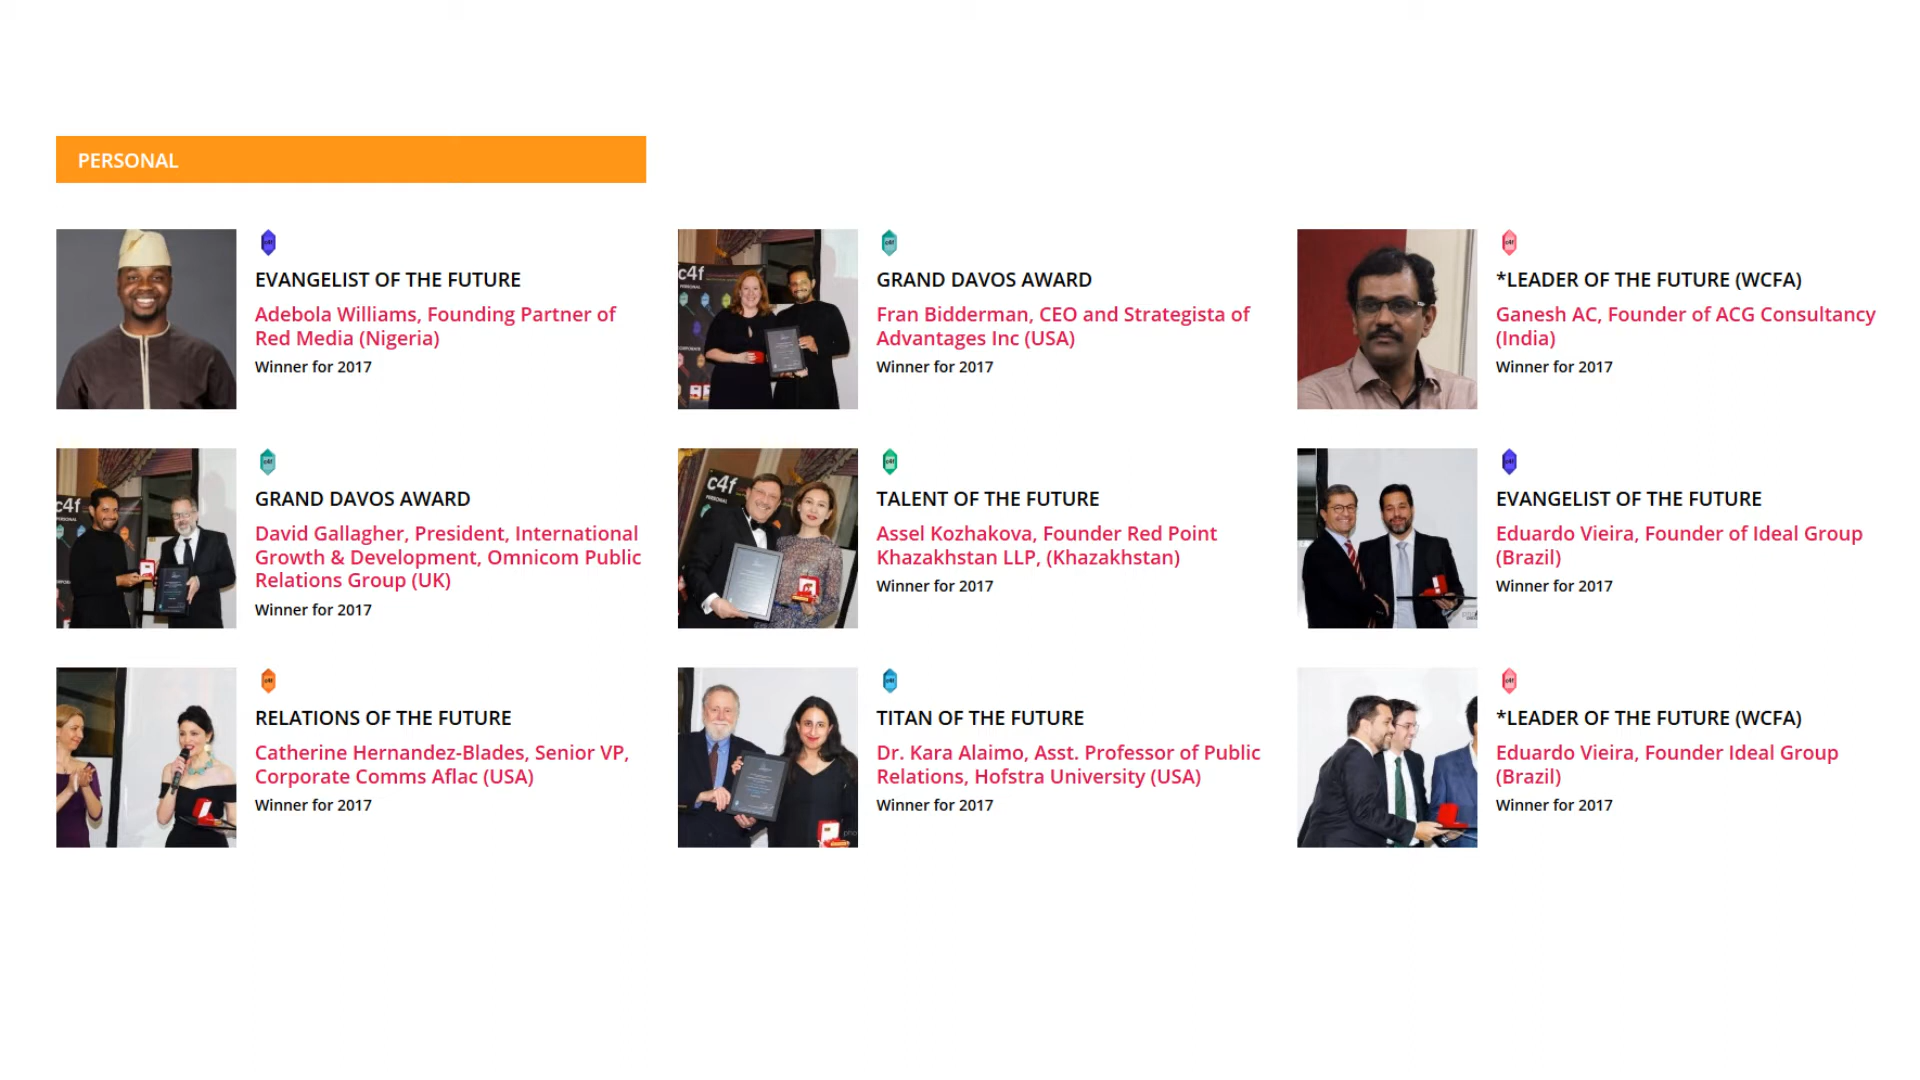 PERSONAL
EVANGELIST OF THE FUTURE
Adebola Williams, Founding Partner of
Red Media (Nigeria)
Winner for 2017
c4f
GRAND DAVOS AWARD
Fran Bidderman, CEO and Strategista of
Advantages Inc (USA)
Winner for 2017
*LEADER OF THE FUTURE (WCFA)
Ganesh AC, Founder of ACG Consultancy
(India)
Winner for 2017
c4f
PERSONAL
GRAND DAVOS AWARD
David Gallagher, President, International
Growth & Development, Omnicom Public
Relations Group (UK)
Winner for 2017
c4f
PERSONAL
TALENT OF THE FUTURE
Assel Kozhakova, Founder Red Point
Khazakhstan LLP, (Khazakhstan)
Winner for 2017
EVANGELIST OF THE FUTURE
Eduardo Vieira, Founder of Ideal Group
(Brazil)
Winner for 2017
RELATIONS OF THE FUTURE
Catherine Hernandez-Blades, Senior VP,
Corporate Comms Aflac (USA)
Winner for 2017
TITAN OF THE FUTURE
Dr. Kara Alaimo, Asst. Professor of Public
Relations, Hofstra University (USA)
Winner for 2017
*LEADER OF THE FUTURE (WCFA)
Eduardo Vieira, Founder Ideal Group
(Brazil)
Winner for 2017